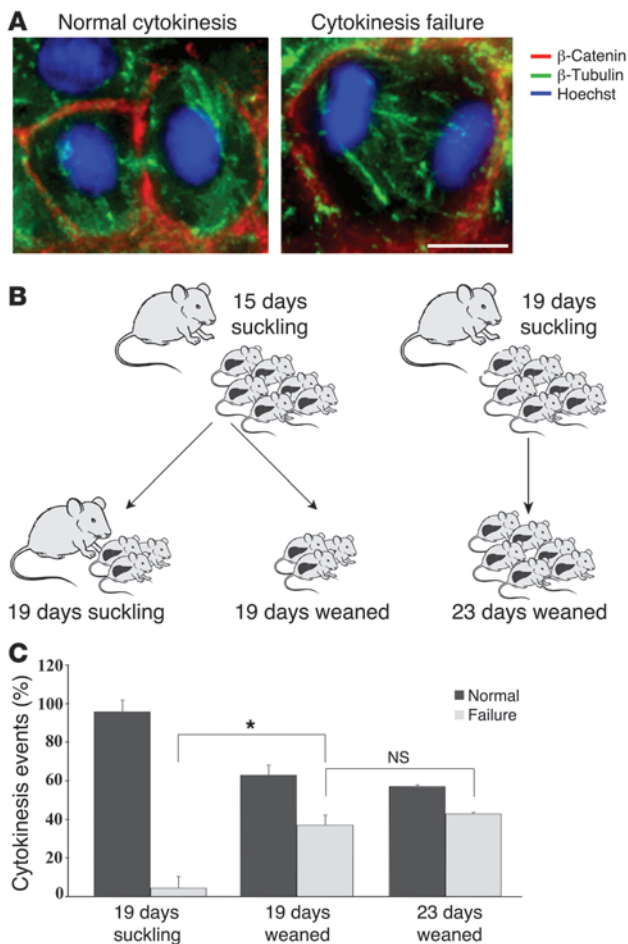 A
Normal cytokinesis
Cytokinesis failure
β-Catenin
β-Tubulin
Hoechst
B
15 days
suckling
19 days
suckling
19 days suckling
19 days weaned
23 days weaned
C
Cytokinesis events (%)
120
100
80
60
40
20
0
Normal
Failure
*
NS
19 days
suckling
19 days
weaned
23 days
weaned